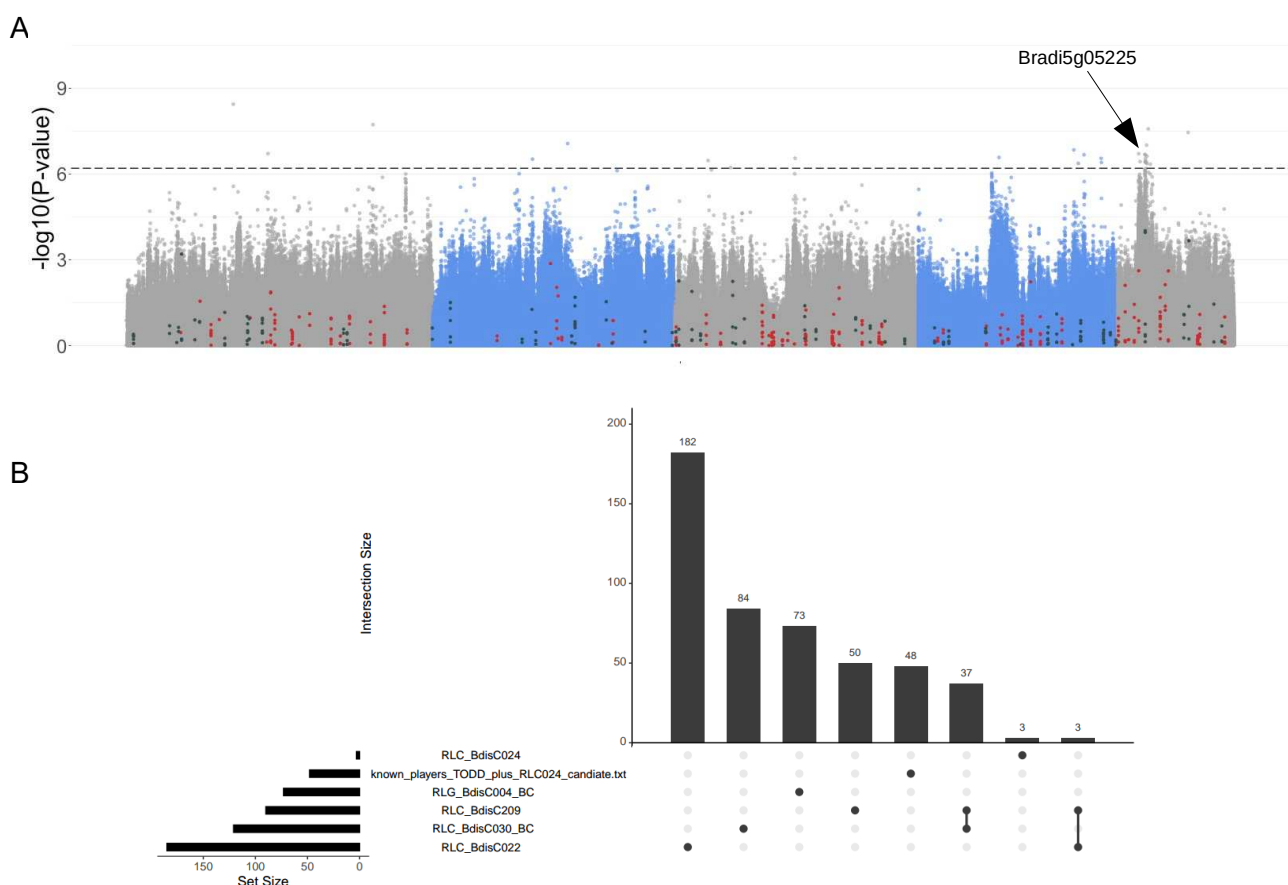 A
Bradi5g05225
9
6
3
0
-log10(P-value)
B
Intersection Size
200
150
100
50
0
182
84
73
50
48
37
3
3
RLC_BdisC024
known_players_TODD_plus_RLC024_candiate.txt
RLG_BdisC004_BC
RLC_BdisC209
RLC_BdisC030_BC
RLC_BdisC022
150
100
50
0
Set Size